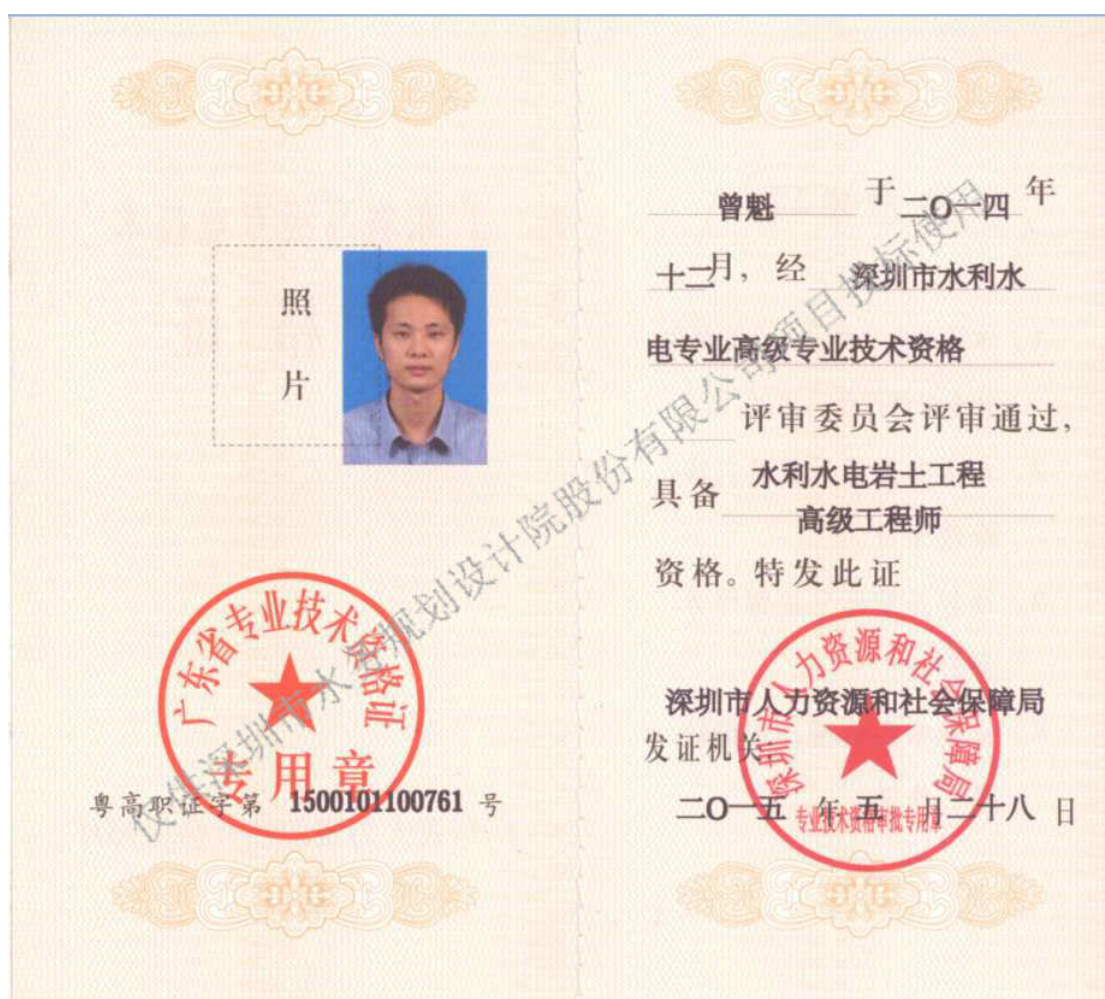 照
片
广东省专业技术资格证
专用章
粤高职证字第 1500101100761 号
曾魁 于 二〇一四 年
十二月，经 深圳市水利水
电专业高级专业技术资格
评审委员会评审通过，
具备 水利水电岩土工程
高级工程师
资格。特发此证
深圳市人力资源和社会保障局
发证机关：
二〇一五 年 五 月二十八 日
深圳市人力资源和社会保障局
专业技术资格审批专用章
仅供深圳市水务规划设计院股份有限公司项目投标使用